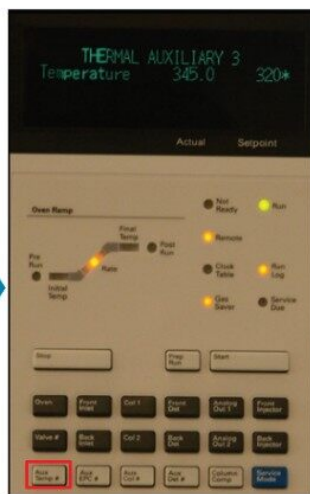 THERMAL AUXILIARY 3
Temperature 345.0 320*
Actual Setpoint
Oven Ramp
Not Ready
Run
Final Temp
Post Run
Remote
Pre Run
Rate
Clock Table
Run Log
Initial Temp
Gas Saver
Service Due
Stop
Prep Run
Start
Oven
Front Inlet
Col 1
Front Det
Analog Out 1
Front Injector
Valve #
Back Inlet
Col 2
Back Det
Analog Out 2
Back Injector
Aux Temp #
Aux EPC #
Aux Col #
Aux Det #
Column Comp
Service Mode